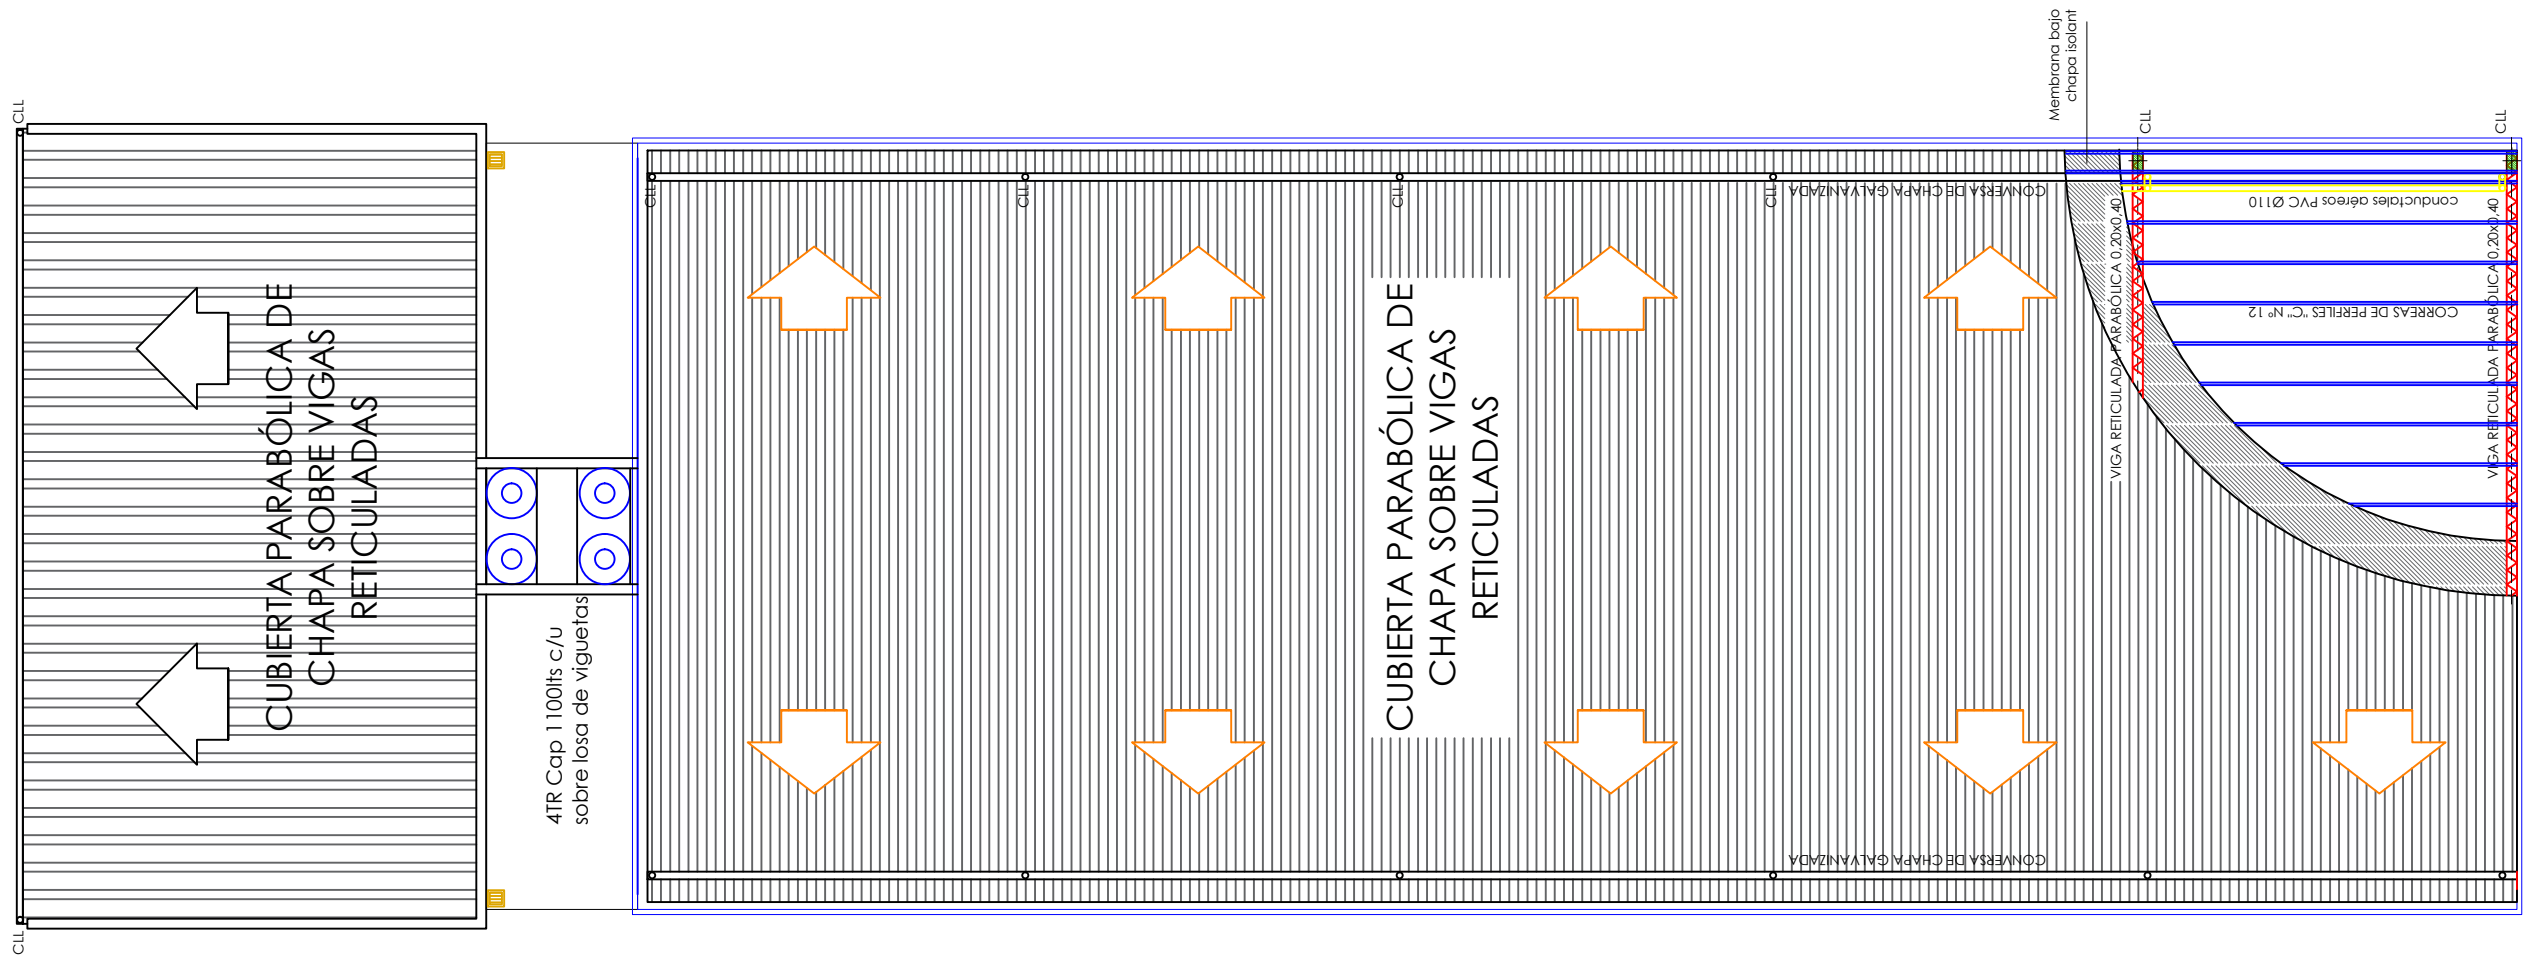 CLL
CLL
CUBIERTA PARABÓLICA DE
CHAPA SOBRE VIGAS
RETICULADAS
4TR Cap 1100lts c/u
sobre losa de viguetas
CLL
CLL
CLL
CLL
CUBIERTA PARABÓLICA DE
CHAPA SOBRE VIGAS
RETICULADAS
CONVERSA DE CHAPA GALVANIZADA
CONVERSA DE CHAPA GALVANIZADA
Membrana bajo
chapa isolant
CLL
CLL
VIGA RETICULADA PARABÓLICA 0,20x0,40
conductales aéreos PVC Ø110
CORREAS DE PERFILES "C" Nº 12
VIGA RETICULADA PARABÓLICA 0,20x0,40